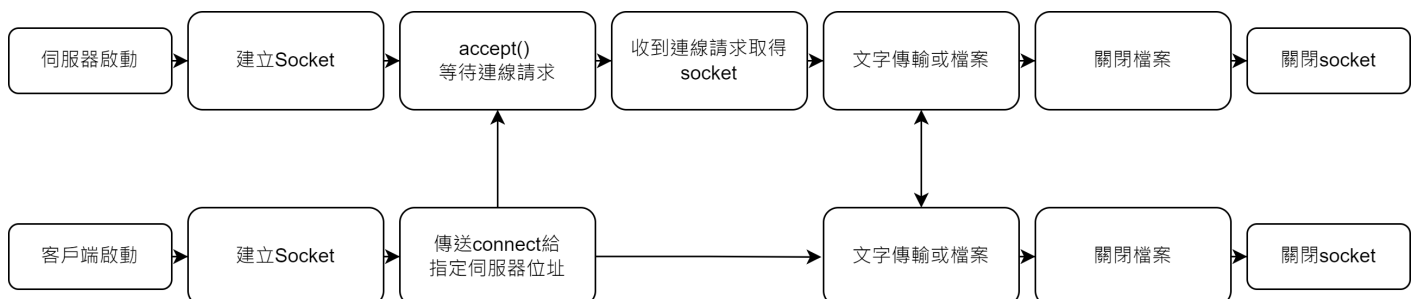 伺服器啟動
建立Socket
accept()
等待連線請求
收到連線請求取得
socket
文字傳輸或檔案
關閉檔案
關閉socket
客戶端啟動
建立Socket
傳送connect給
指定伺服器位址
文字傳輸或檔案
關閉檔案
關閉socket